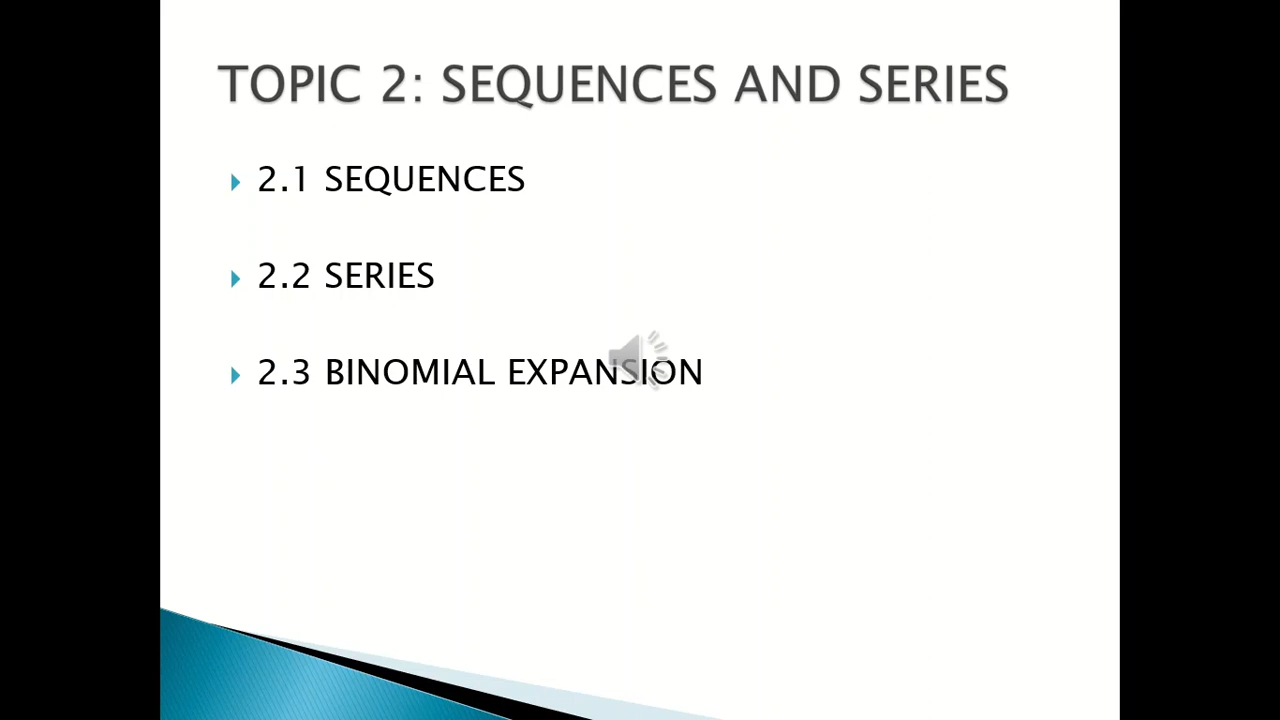 TOPIC 2: SEQUENCES AND SERIES
2.1 SEQUENCES
2.2 SERIES
2.3 BINOMIAL EXPANSION